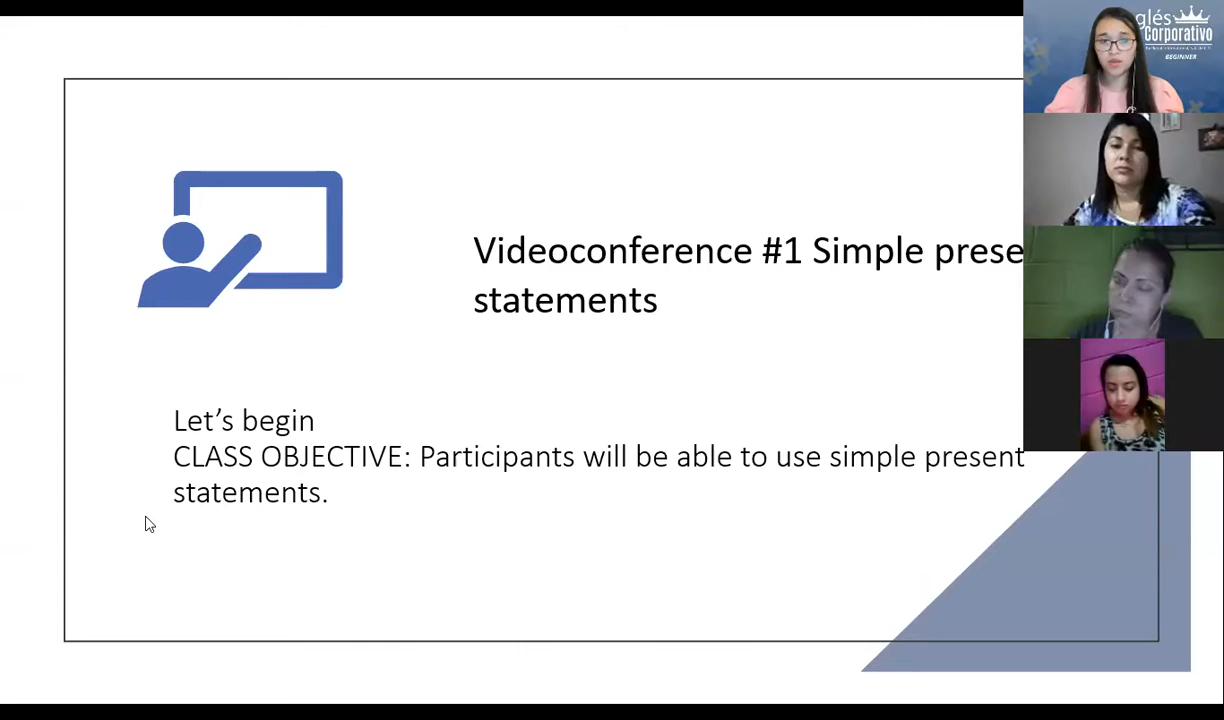 glés
Corporativo
BEGINNER
Videoconference #1 Simple prese
statements
Let’s begin
CLASS OBJECTIVE: Participants will be able to use simple present
statements.